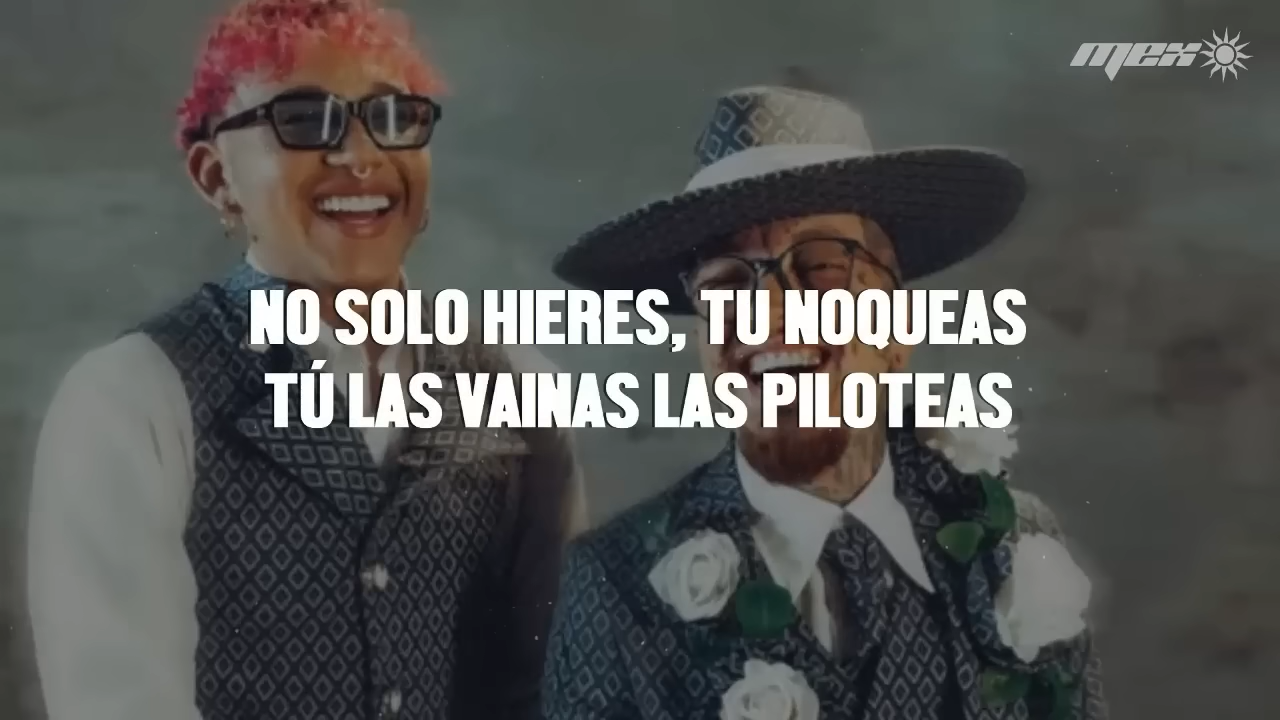 MEX
NO SOLO HIERES, TU NOQUEAS
TÚ LAS VAINAS LAS PILOTEAS